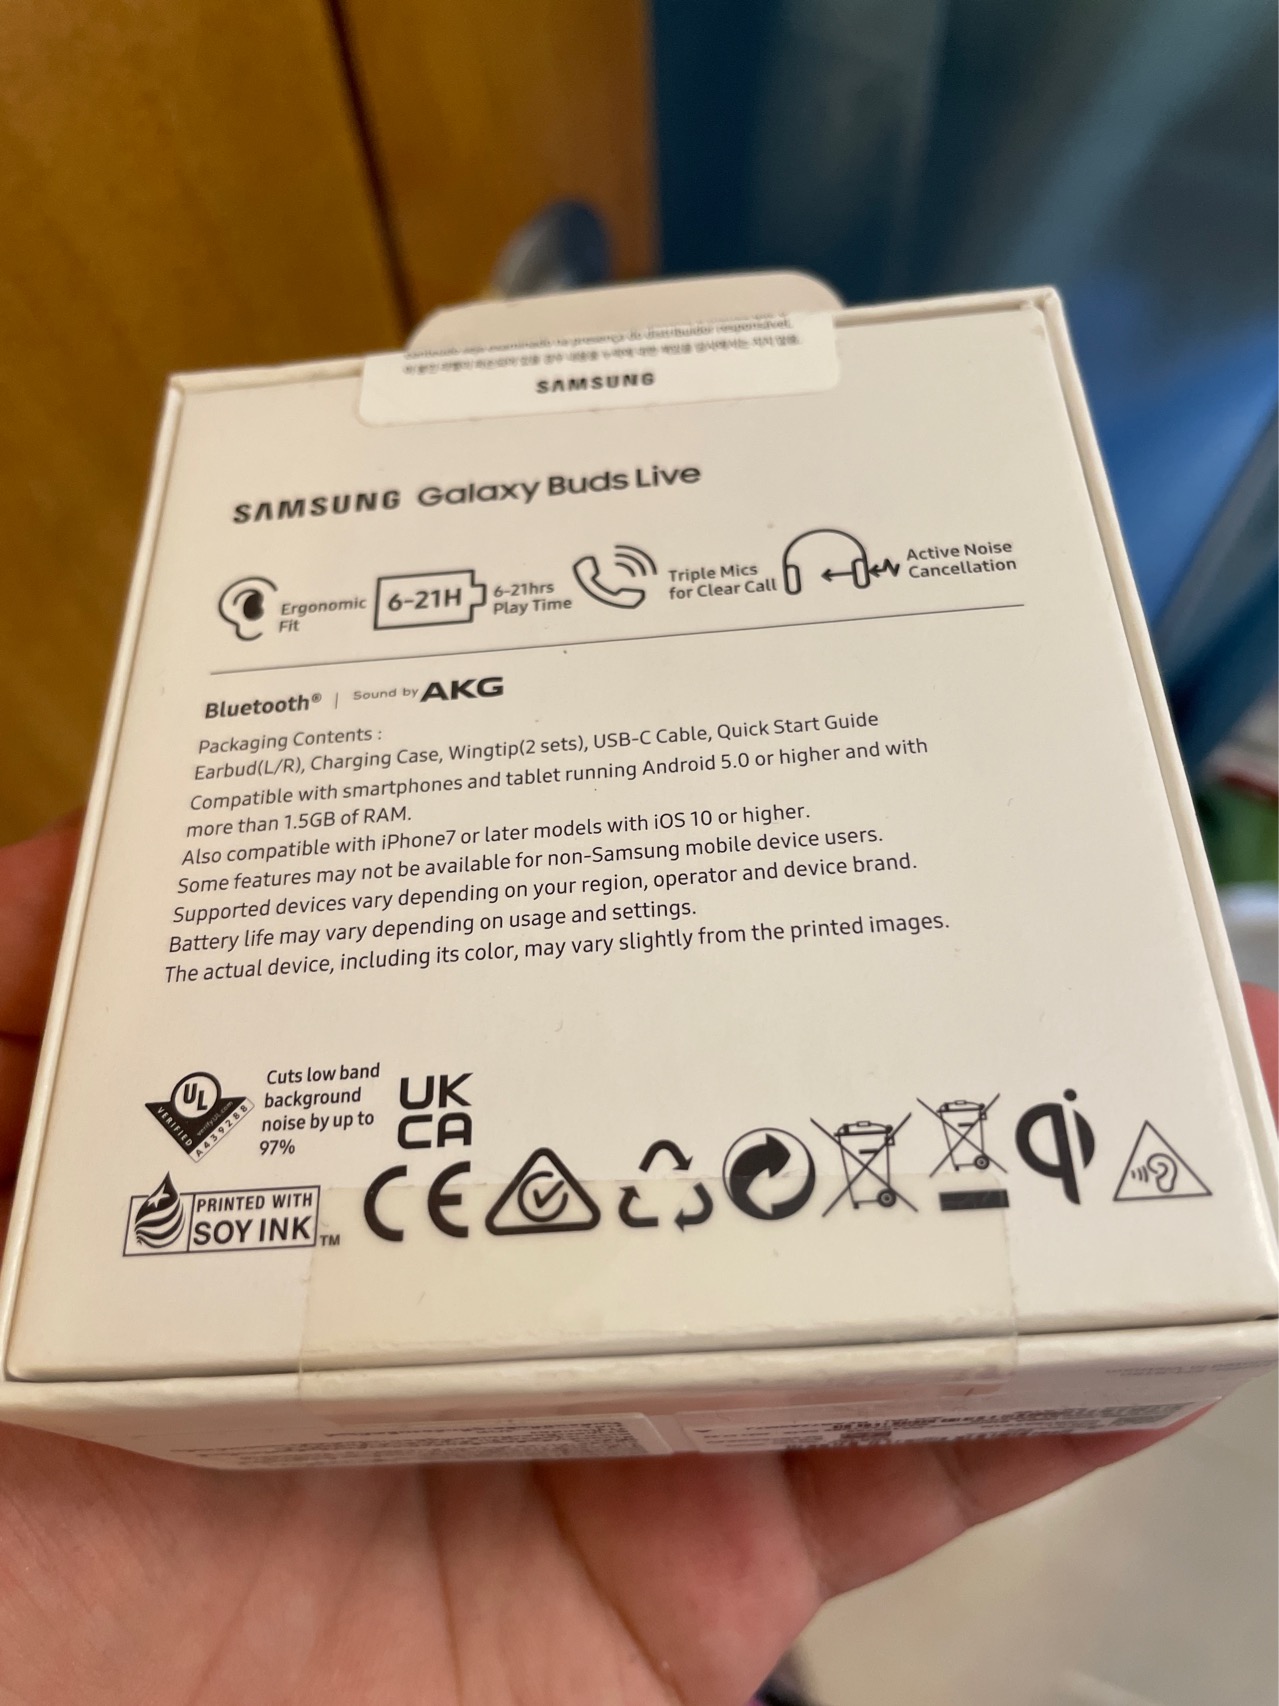 SAMSUNG
SAMSUNG Galaxy Buds Live
Ergonomic
Fit
6-21H
6-21hrs
Play Time
Triple Mics
for Clear Call
Active Noise
Cancellation
Bluetooth® | Sound by AKG
Packaging Contents :
Earbud(L/R), Charging Case, Wingtip(2 sets), USB-C Cable, Quick Start Guide
Compatible with smartphones and tablet running Android 5.0 or higher and with
more than 1.5GB of RAM.
Also compatible with iPhone7 or later models with iOS 10 or higher.
Some features may not be available for non-Samsung mobile device users.
Supported devices vary depending on your region, operator and device brand.
Battery life may vary depending on usage and settings.
The actual device, including its color, may vary slightly from the printed images.
UL
VERIFIED
verifyUL.com
A439288
Cuts low band
background
noise by up to
97%
UK
CA
PRINTED WITH
SOY INK™
CE
qi